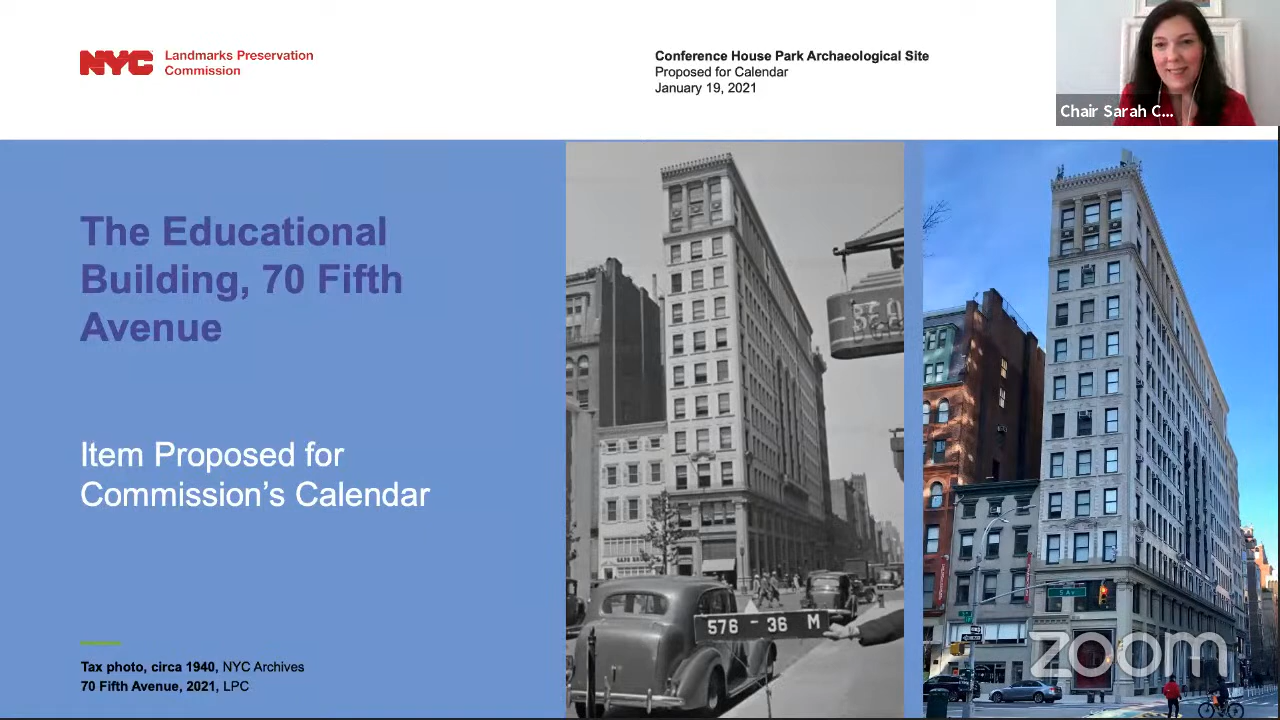 NYC Landmarks Preservation
Commission
Conference House Park Archaeological Site
Proposed for Calendar
January 19, 2021
Chair Sarah C...
The Educational
Building, 70 Fifth
Avenue
Item Proposed for
Commission's Calendar
576 - 36 M
5 Av
zoom
Tax photo, circa 1940, NYC Archives
70 Fifth Avenue, 2021, LPC